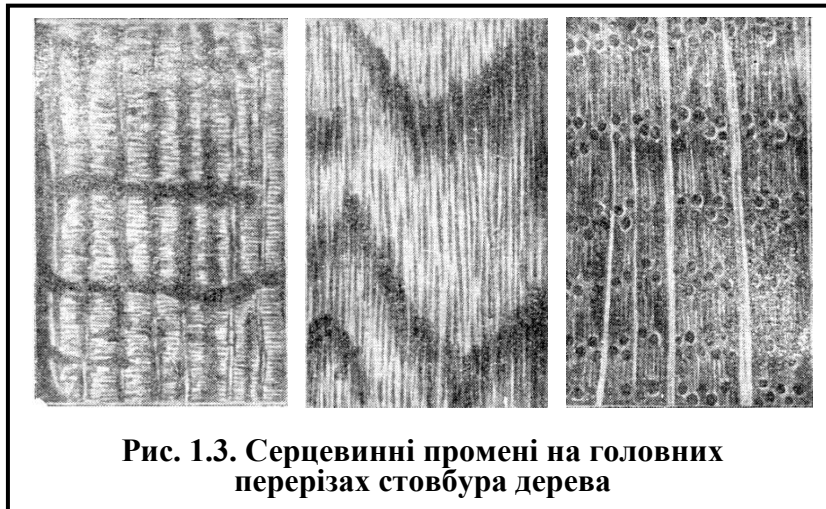 Рис. 1.3. Серцевинні промені на головних
перерізах стовбура дерева